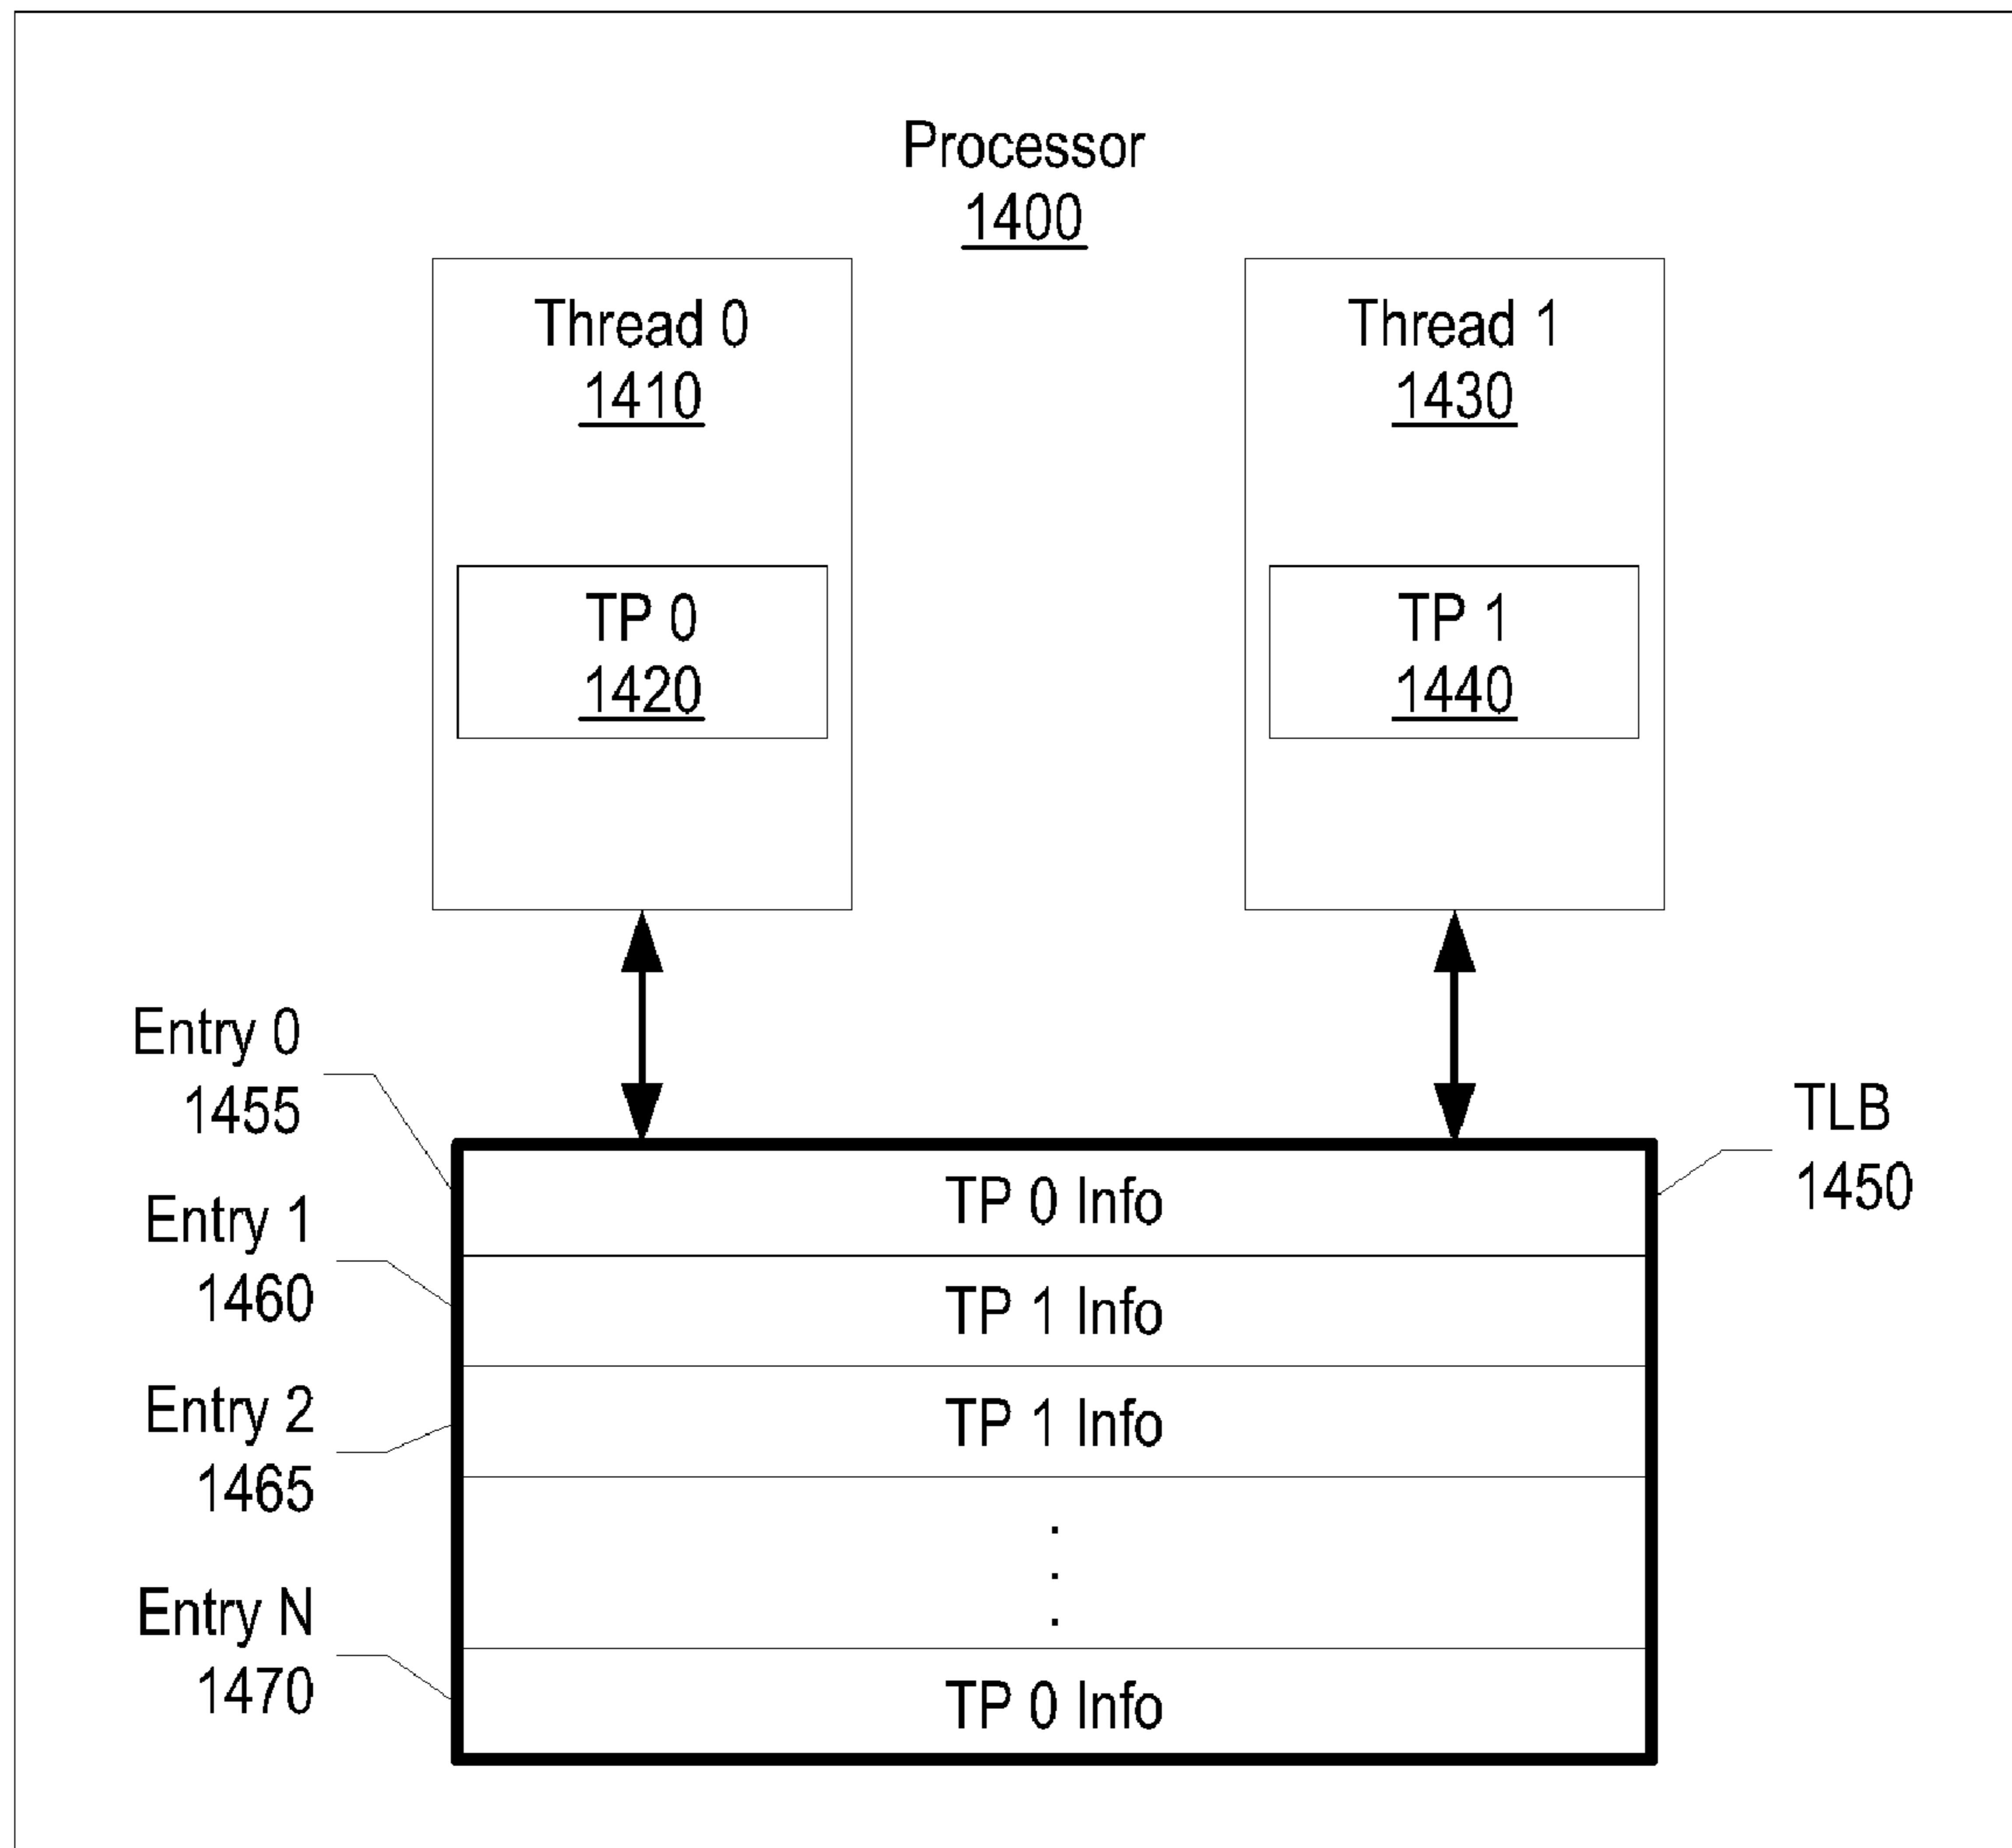 Processor
1400
Thread 0
1410
TP 0
1420
Thread 1
1430
TP 1
1440
Entry 0
1455
Entry 1
1460
Entry 2
1465
Entry N
1470
TP 0 Info
TP 1 Info
TP 1 Info
.
.
.
TP 0 Info
TLB
1450